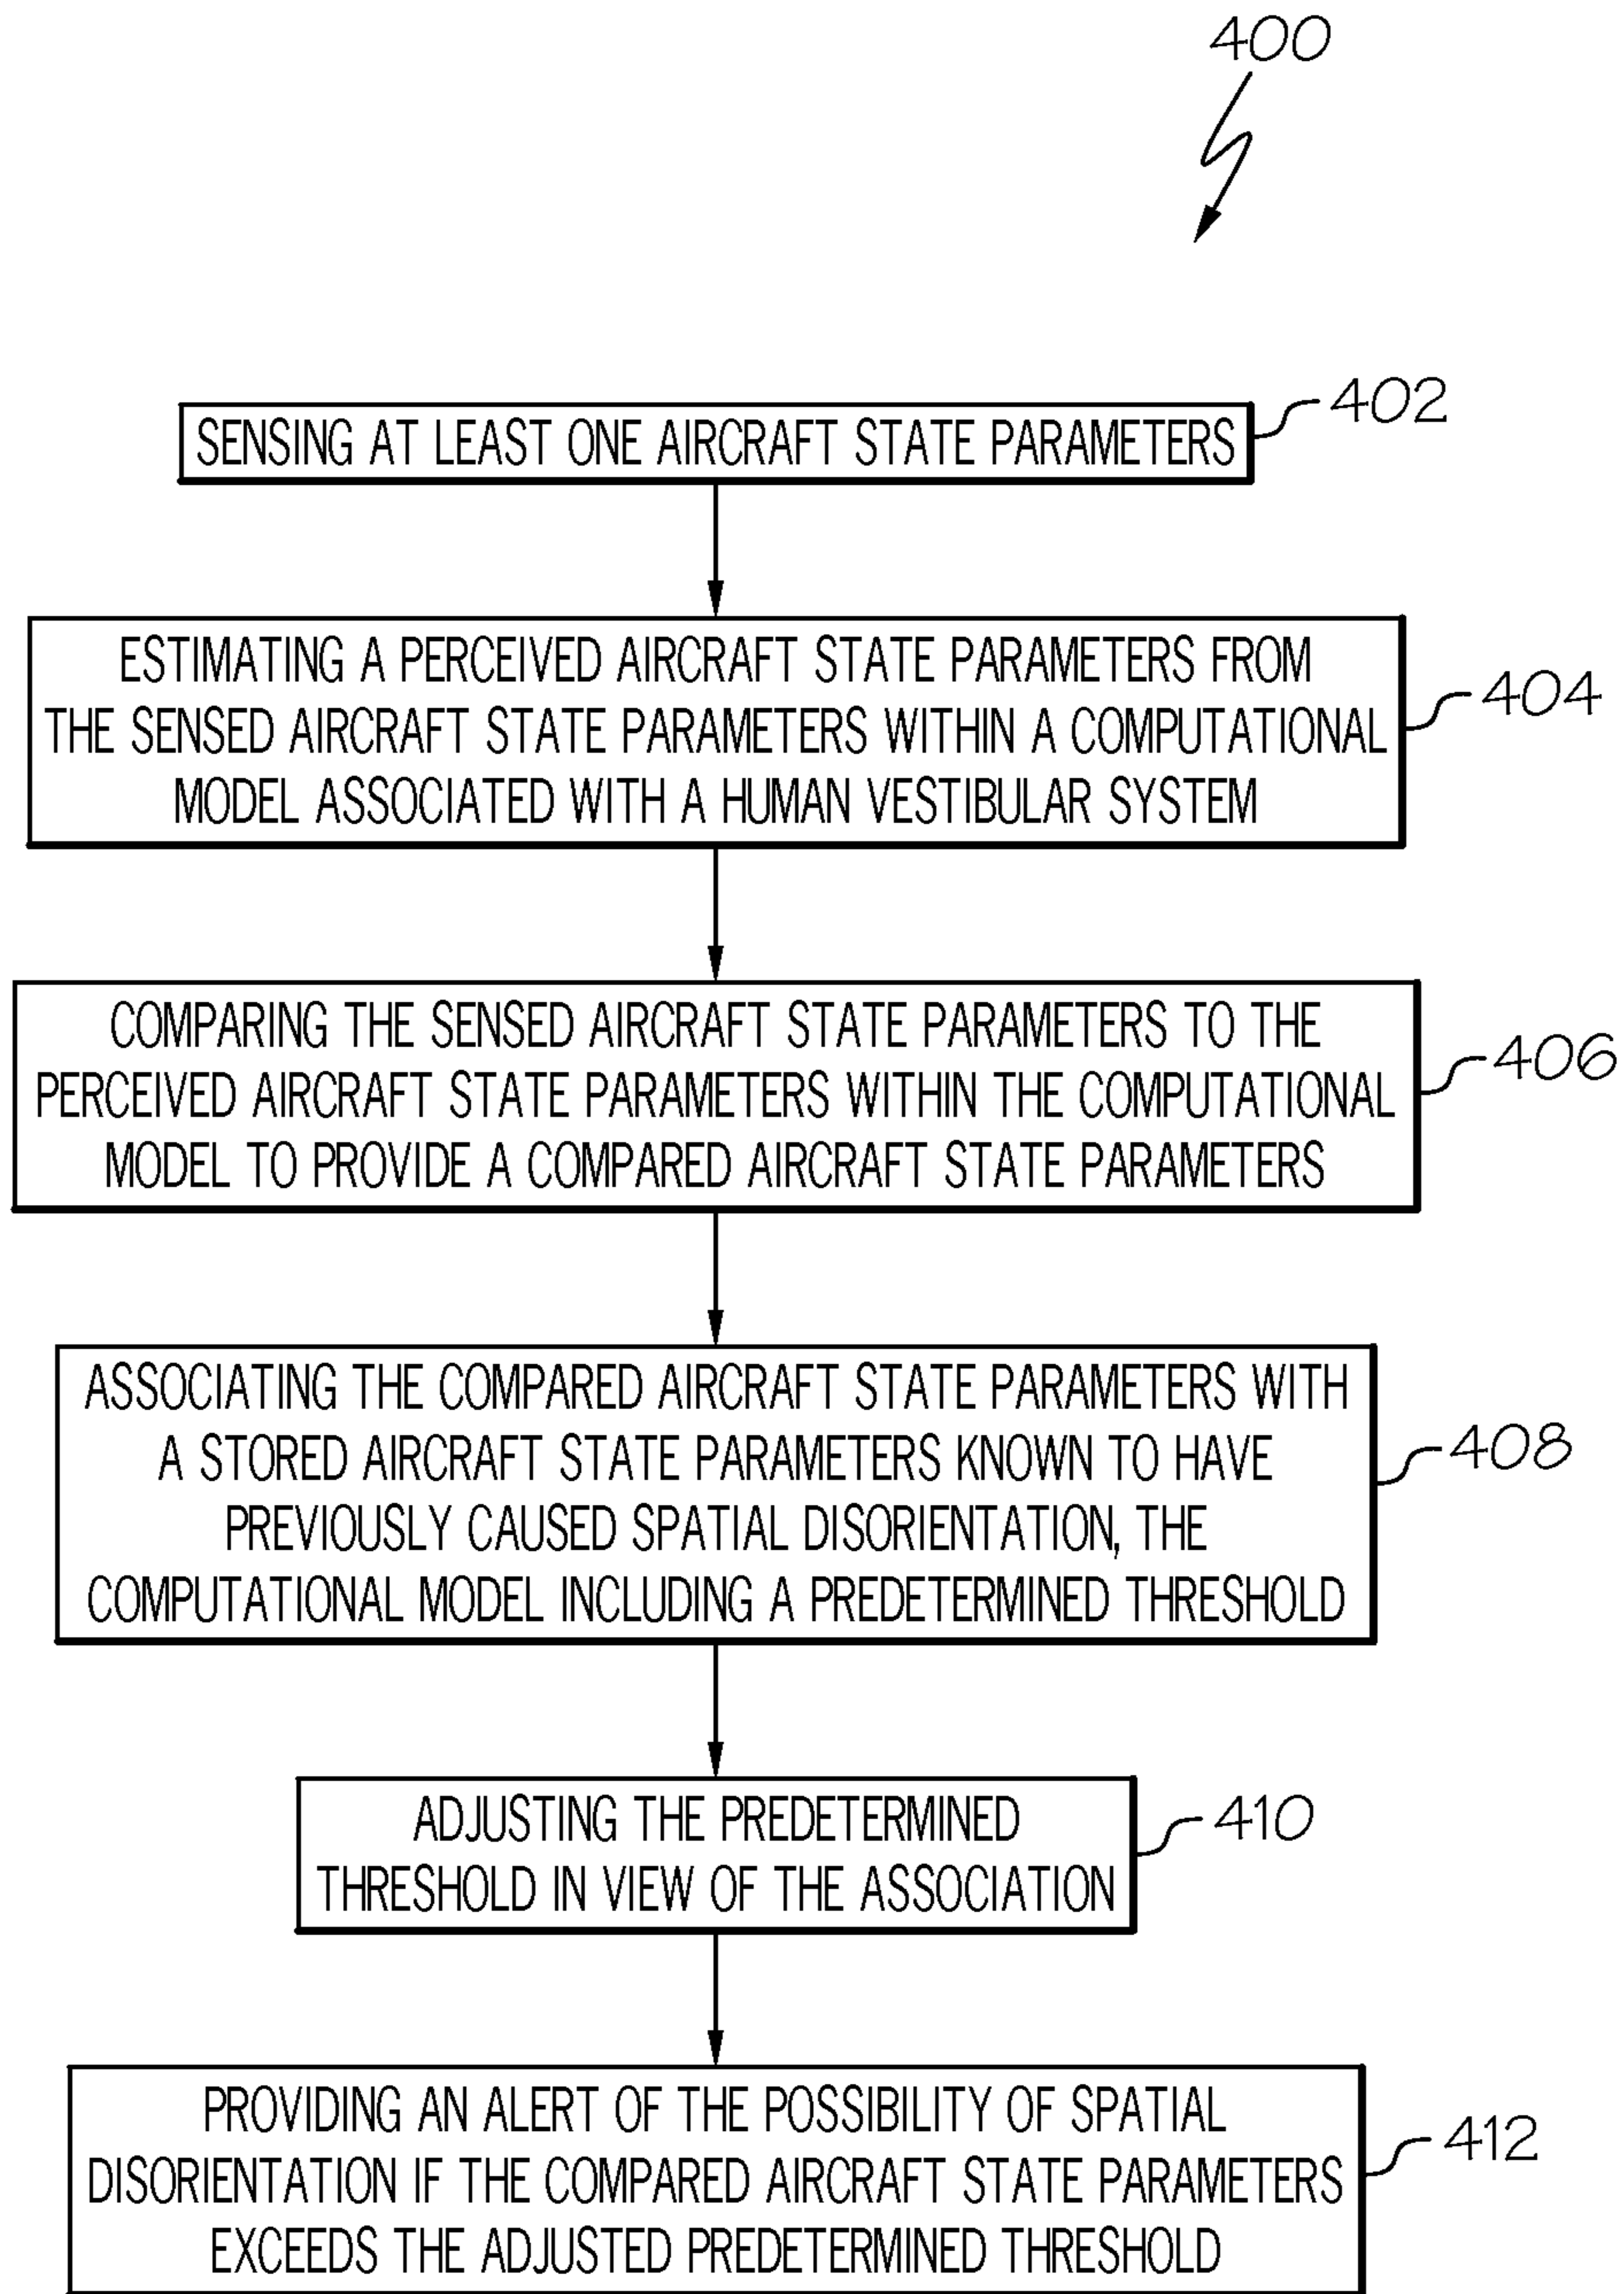 400
SENSING AT LEAST ONE AIRCRAFT STATE PARAMETERS
402
ESTIMATING A PERCEIVED AIRCRAFT STATE PARAMETERS FROM
THE SENSED AIRCRAFT STATE PARAMETERS WITHIN A COMPUTATIONAL
MODEL ASSOCIATED WITH A HUMAN VESTIBULAR SYSTEM
404
COMPARING THE SENSED AIRCRAFT STATE PARAMETERS TO THE
PERCEIVED AIRCRAFT STATE PARAMETERS WITHIN THE COMPUTATIONAL
MODEL TO PROVIDE A COMPARED AIRCRAFT STATE PARAMETERS
406
ASSOCIATING THE COMPARED AIRCRAFT STATE PARAMETERS WITH
A STORED AIRCRAFT STATE PARAMETERS KNOWN TO HAVE
PREVIOUSLY CAUSED SPATIAL DISORIENTATION, THE
COMPUTATIONAL MODEL INCLUDING A PREDETERMINED THRESHOLD
408
ADJUSTING THE PREDETERMINED
THRESHOLD IN VIEW OF THE ASSOCIATION
410
PROVIDING AN ALERT OF THE POSSIBILITY OF SPATIAL
DISORIENTATION IF THE COMPARED AIRCRAFT STATE PARAMETERS
EXCEEDS THE ADJUSTED PREDETERMINED THRESHOLD
412